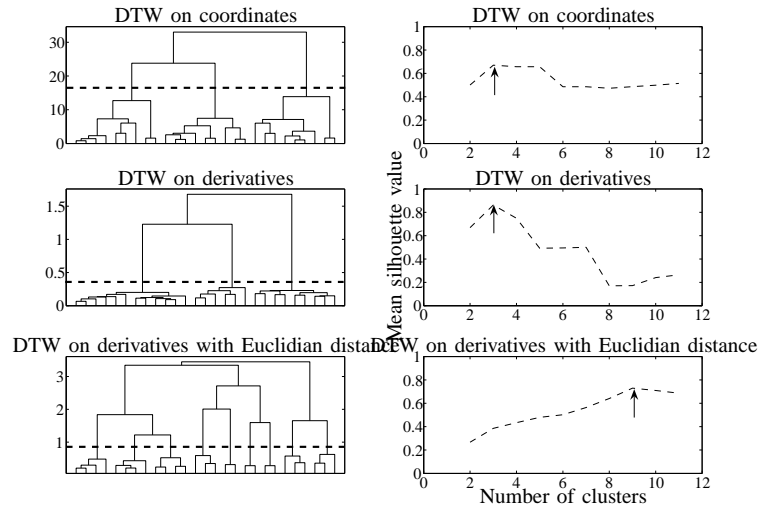 DTW on coordinates
30
20
10
0
DTW on coordinates
1
0.8
0.6
0.4
0.2
0
0 2 4 6 8 10 12
DTW on derivatives
1.5
1
0.5
0
DTW on derivatives
1
0.8
0.6
0.4
0.2
0
0 2 4 6 8 10 12
Mean silhouette value
DTW on derivatives with Euclidian distance
3
2
1
DTW on derivatives with Euclidian distance
1
0.8
0.6
0.4
0.2
0
0 2 4 6 8 10 12
Number of clusters